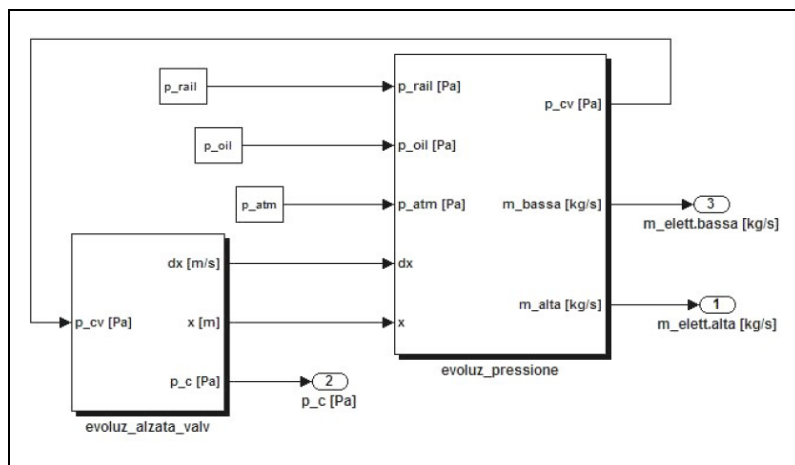 p_rail
p_rail [Pa]
p_cv [Pa]
p_oil
p_oil [Pa]
p_atm
p_atm [Pa]
m_bassa [kg/s]
3
m_elett.bassa [kg/s]
dx [m/s]
dx
m_alta [kg/s]
1
m_elett.alta [kg/s]
p_cv [Pa]
x [m]
x
evoluz_pressione
p_c [Pa]
2
p_c [Pa]
evoluz_alzata_valv